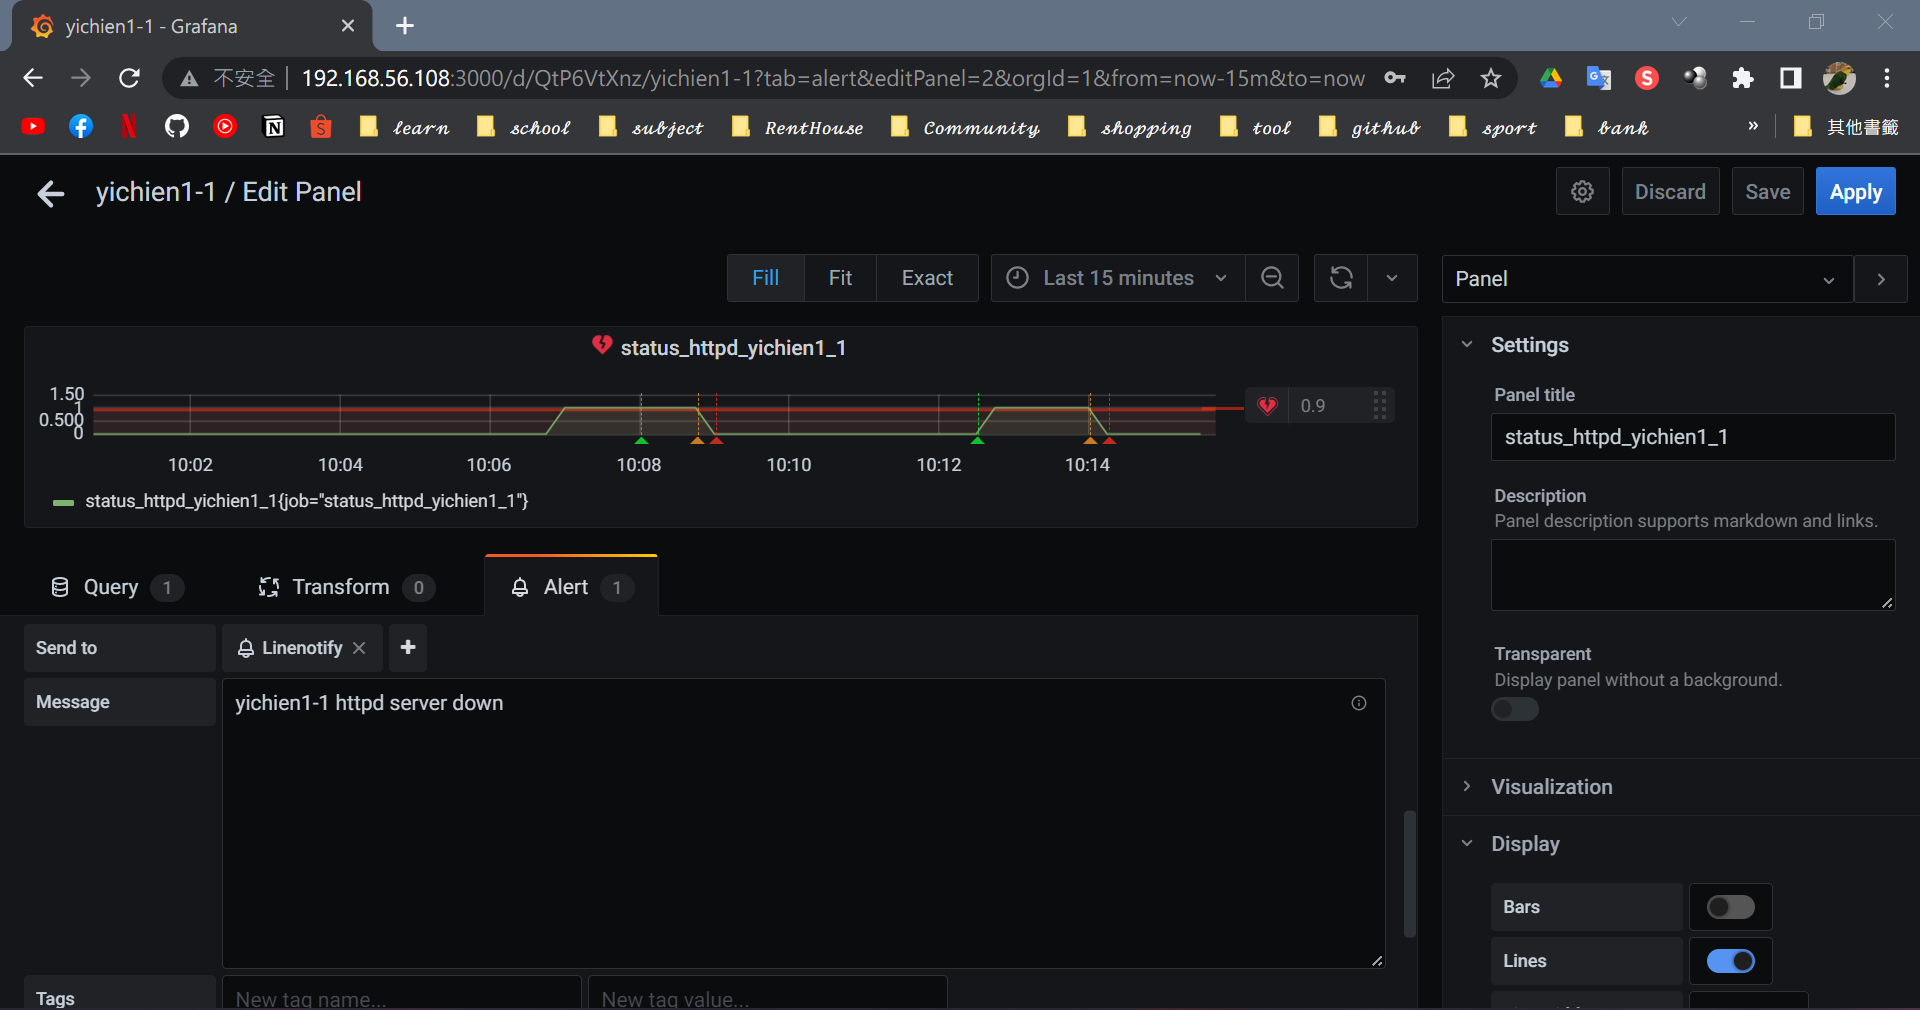 yichien1-1 - Grafana
不安全 192.168.56.108:3000/d/QtP6VtXnz/yichien1-1?tab=alert&editPanel=2&orgId=1&from=now-15m&to=now
learn school subject RentHouse Community shopping tool github sport bank » 其他書籤
yichien1-1 / Edit Panel
Discard Save Apply
Fill Fit Exact Last 15 minutes
Panel
status_httpd_yichien1_1
1.50
1
0.500
0
0.9
10:02 10:04 10:06 10:08 10:10 10:12 10:14
status_httpd_yichien1_1{job="status_httpd_yichien1_1"}
Query 1 Transform 0 Alert 1
Send to Linenotify
Message yichien1-1 httpd server down
Tags New tag name... New tag value...
Settings
Panel title
status_httpd_yichien1_1
Description
Panel description supports markdown and links.
Transparent
Display panel without a background.
Visualization
Display
Bars
Lines